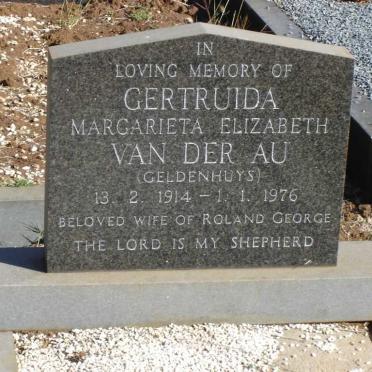 IN
LOVING MEMORY OF
GERTRUIDA
MARGARIETA ELIZABETH
VAN DER AU
(GELDENHUYS)
13. 2. 1914 – 1. 1. 1976
BELOVED WIFE OF ROLAND GEORGE
THE LORD IS MY SHEPHERD